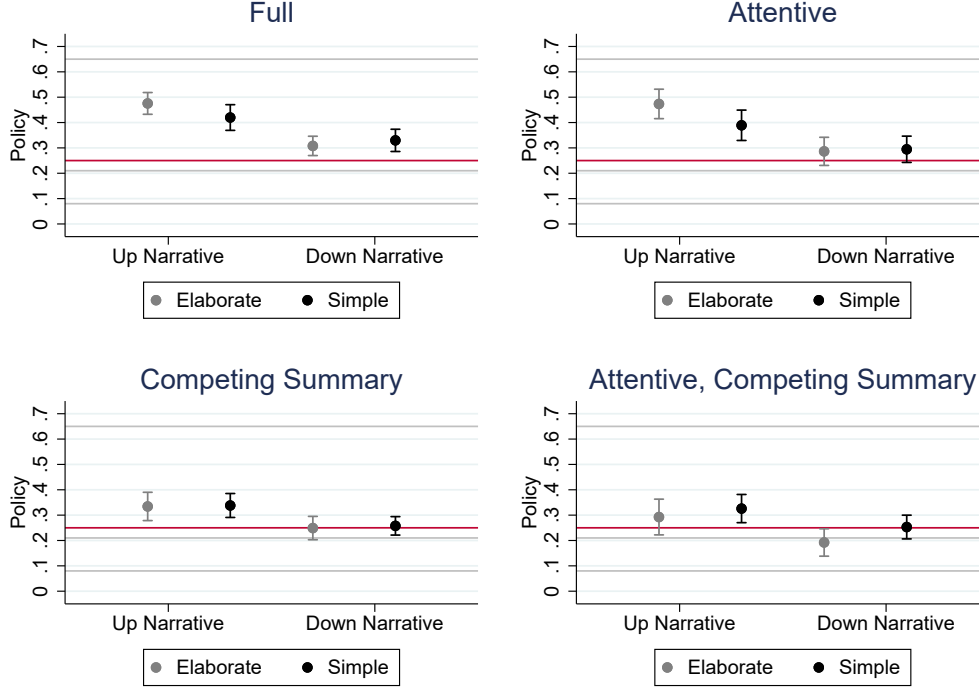 Full
Attentive
Policy
.7
.6
.5
.4
.3
.2
.1
0
Up Narrative
Down Narrative
Elaborate
Simple
Policy
.7
.6
.5
.4
.3
.2
.1
0
Up Narrative
Down Narrative
Elaborate
Simple
Competing Summary
Attentive, Competing Summary
Policy
.7
.6
.5
.4
.3
.2
.1
0
Up Narrative
Down Narrative
Elaborate
Simple
Policy
.7
.6
.5
.4
.3
.2
.1
0
Up Narrative
Down Narrative
Elaborate
Simple